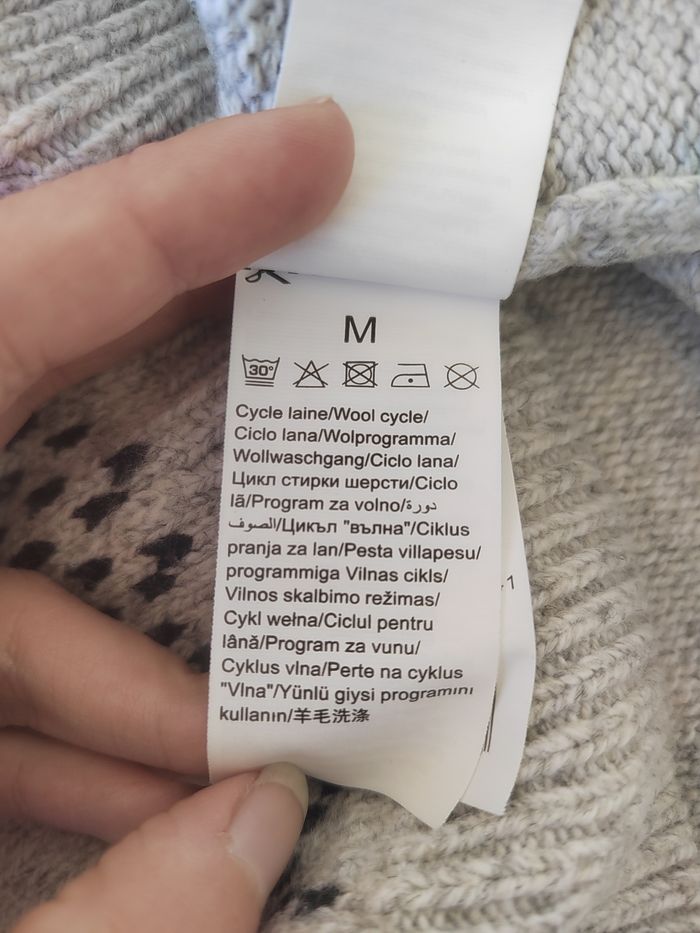 M
30°
Cycle laine/Wool cycle/
Ciclo lana/Wolprogramma/
Wollwaschgang/Ciclo lana/
Цикл стирки шерсти/Ciclo
lã/Program za volno/دورة
الصوف/Цикъл "вълна"/Ciklus
pranja za lan/Pesta villapesu/
programmiga Vilnas cikls/
Vilnos skalbimo režimas/
Cykl wełna/Ciclul pentru
lână/Program za vunu/
Cyklus vlna/Perte na cyklus
"Vlna"/Yünlü giysi programını
kullanın/羊毛洗涤
1